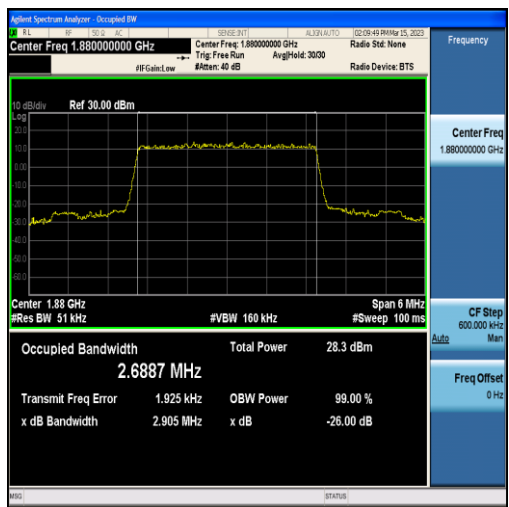 Agilent Spectrum Analyzer - Occupied BW
RL RF 50 Ω AC SENSE:INT ALIGN AUTO 02:09:49 PM Mar 15, 2023
Center Freq 1.880000000 GHz
Center Freq: 1.880000000 GHz
Radio Std: None
Trig: Free Run Avg|Hold: 30/30
#IFGain:Low #Atten: 40 dB Radio Device: BTS
Frequency
10 dB/div Ref 30.00 dBm
Log
20.0
10.0
0.00
-10.0
-20.0
-30.0
-40.0
-50.0
-60.0
Center Freq
1.880000000 GHz
Center 1.88 GHz Span 6 MHz
#Res BW 51 kHz #VBW 160 kHz #Sweep 100 ms
CF Step
600.000 kHz
Auto Man
Occupied Bandwidth Total Power 28.3 dBm
2.6887 MHz
Transmit Freq Error 1.925 kHz OBW Power 99.00 %
x dB Bandwidth 2.905 MHz x dB -26.00 dB
Freq Offset
0 Hz
MSG STATUS